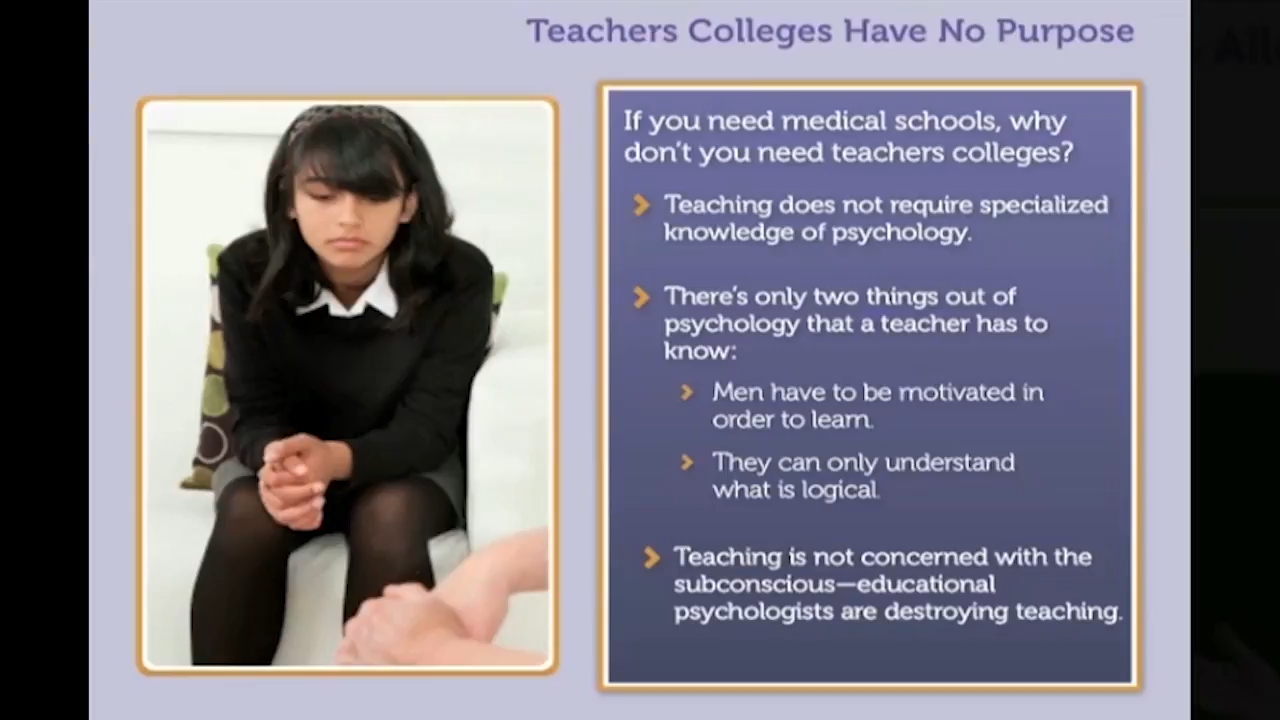 Teachers Colleges Have No Purpose
If you need medical schools, why
don't you need teachers colleges?
Teaching does not require specialized
knowledge of psychology.
There's only two things out of
psychology that a teacher has to
know:
Men have to be motivated in
order to learn.
They can only understand
what is logical.
Teaching is not concerned with the
subconscious—educational
psychologists are destroying teaching.